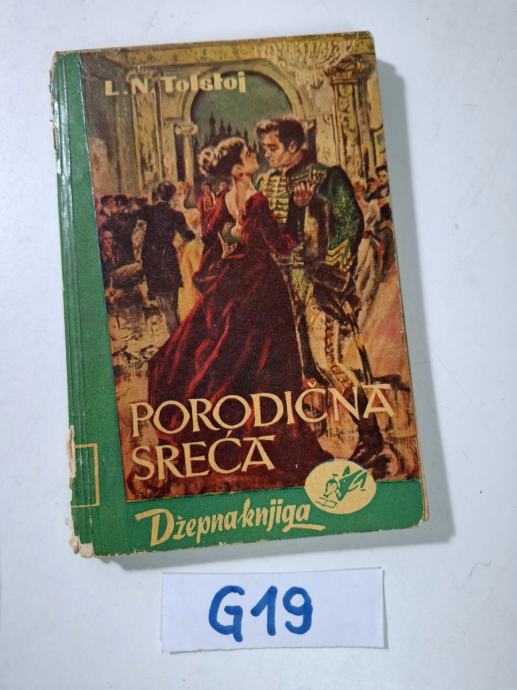 L. N. Tolstoj
PORODIČNA
SREĆA
Džepna knjiga
G19